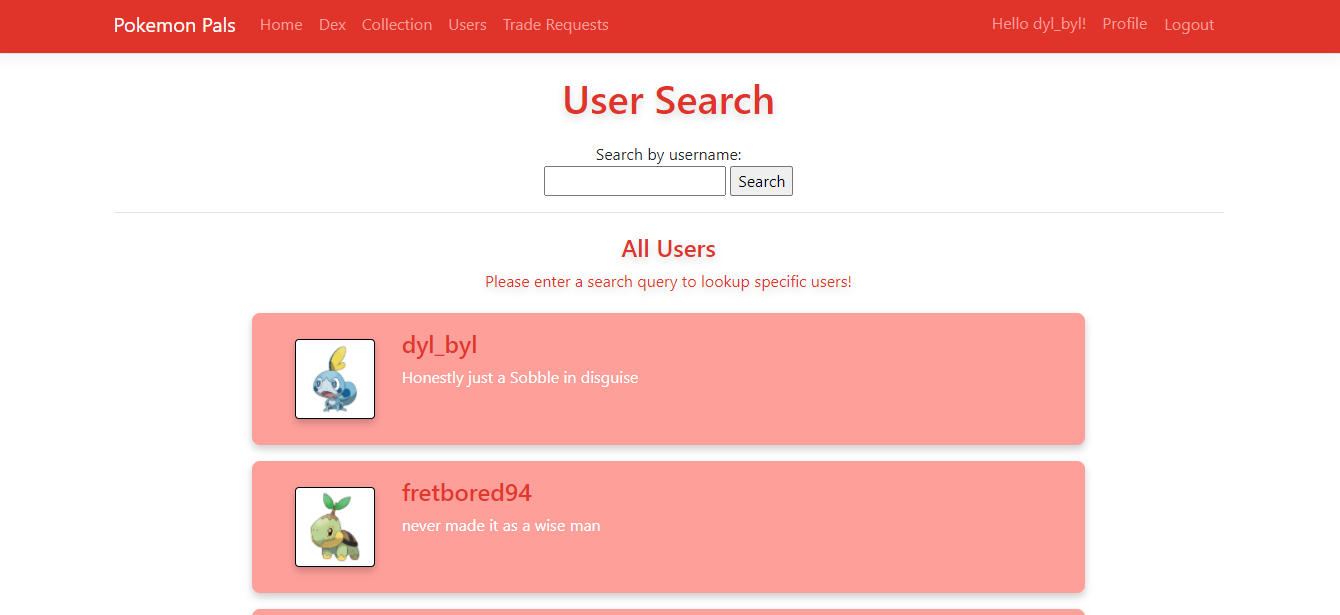 Pokemon Pals Home Dex Collection Users Trade Requests Hello dyl_byl! Profile Logout
User Search
Search by username:
Search
All Users
Please enter a search query to lookup specific users!
dyl_byl
Honestly just a Sobble in disguise
fretbored94
never made it as a wise man